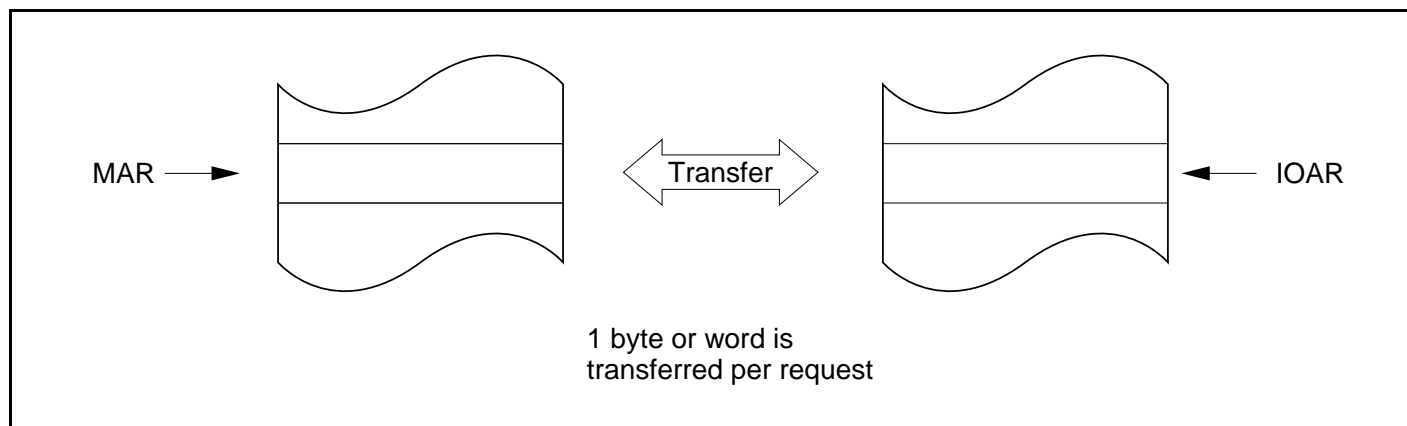 MAR
Transfer
IOAR
1 byte or word is
transferred per request